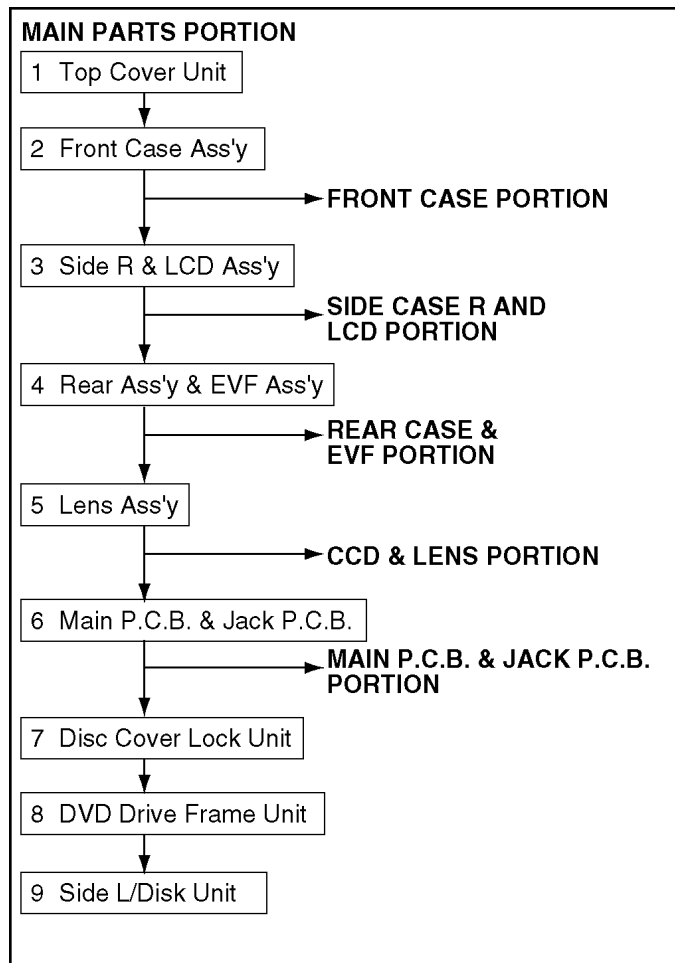 MAIN PARTS PORTION
1 Top Cover Unit
2 Front Case Ass'y
FRONT CASE PORTION
3 Side R & LCD Ass'y
SIDE CASE R AND
LCD PORTION
4 Rear Ass'y & EVF Ass'y
REAR CASE &
EVF PORTION
5 Lens Ass'y
CCD & LENS PORTION
6 Main P.C.B. & Jack P.C.B.
MAIN P.C.B. & JACK P.C.B.
PORTION
7 Disc Cover Lock Unit
8 DVD Drive Frame Unit
9 Side L/Disk Unit